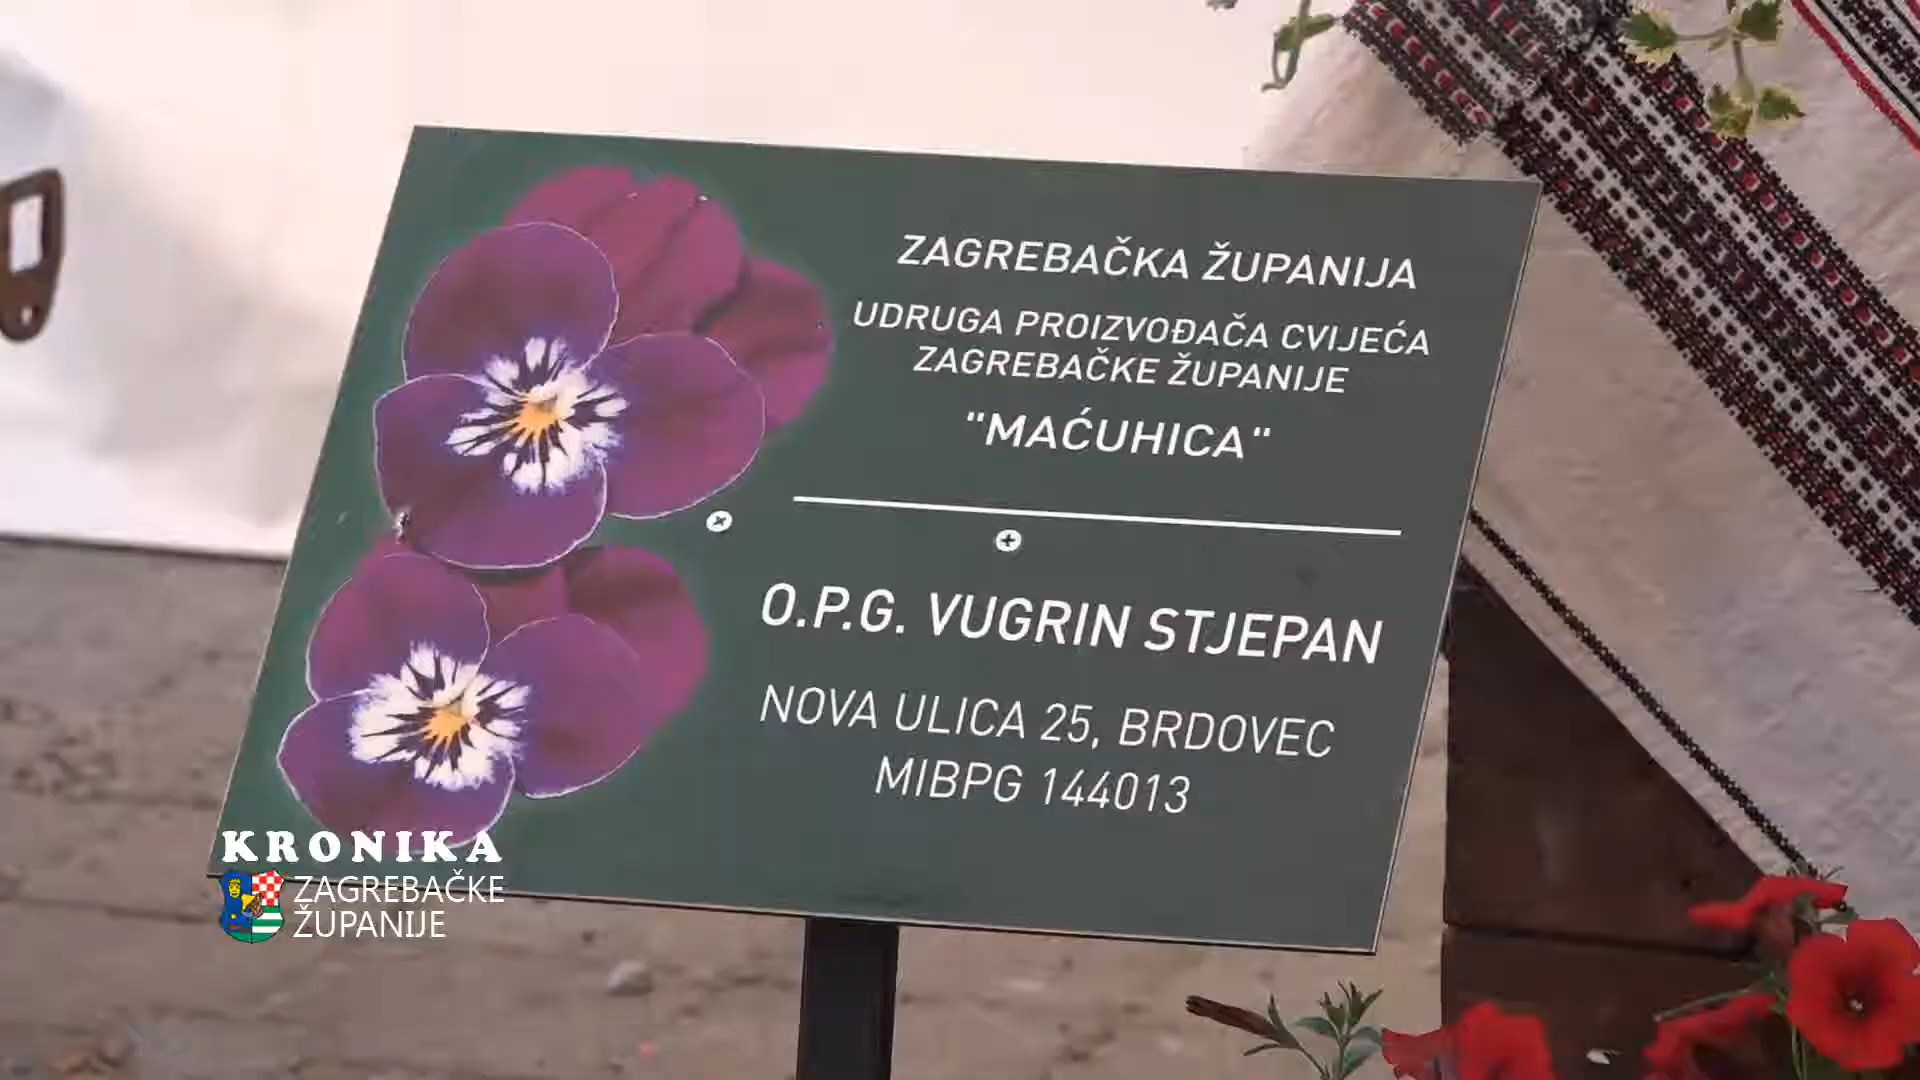 ZAGREBAČKA ŽUPANIJA
UDRUGA PROIZVOĐAČA CVIJEĆA
ZAGREBAČKE ŽUPANIJE
"MAĆUHICA"
O.P.G. VUGRIN STJEPAN
NOVA ULICA 25, BRDOVEC
MIBPG 144013
KRONIKA
ZAGREBAČKE
ŽUPANIJE